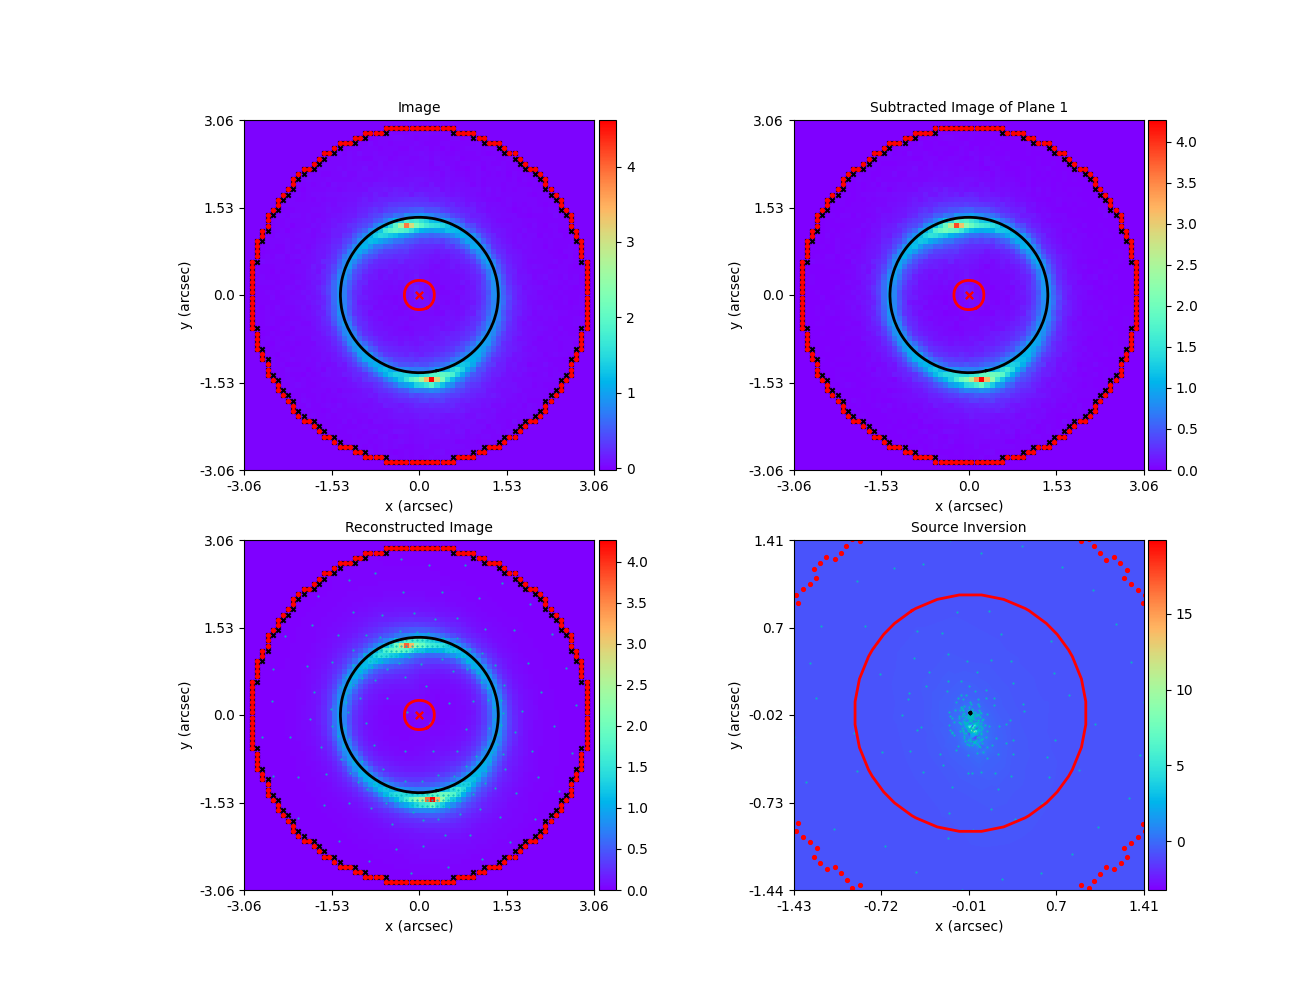 Image
3.06
1.53
0.0
-1.53
-3.06
y (arcsec)
-3.06 -1.53 0.0 1.53 3.06
x (arcsec)
4
3
2
1
0
Subtracted Image of Plane 1
3.06
1.53
0.0
-1.53
-3.06
y (arcsec)
-3.06 -1.53 0.0 1.53 3.06
x (arcsec)
4.0
3.5
3.0
2.5
2.0
1.5
1.0
0.5
0.0
Reconstructed Image
3.06
1.53
0.0
-1.53
-3.06
y (arcsec)
-3.06 -1.53 0.0 1.53 3.06
x (arcsec)
4.0
3.5
3.0
2.5
2.0
1.5
1.0
0.5
0.0
Source Inversion
1.41
0.7
-0.02
-0.73
-1.44
y (arcsec)
-1.43 -0.72 -0.01 0.7 1.41
x (arcsec)
15
10
5
0